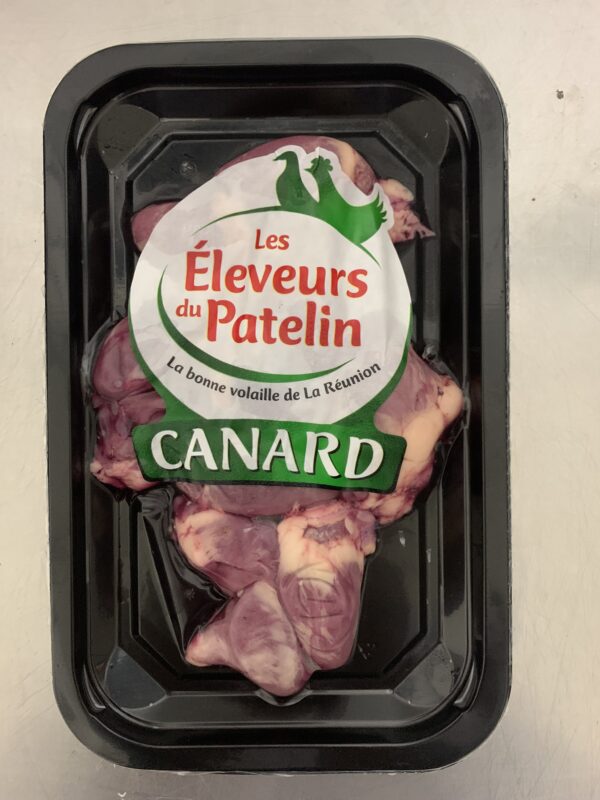 Les
Éleveurs
du Patelin
La bonne volaille de La Réunion
CANARD